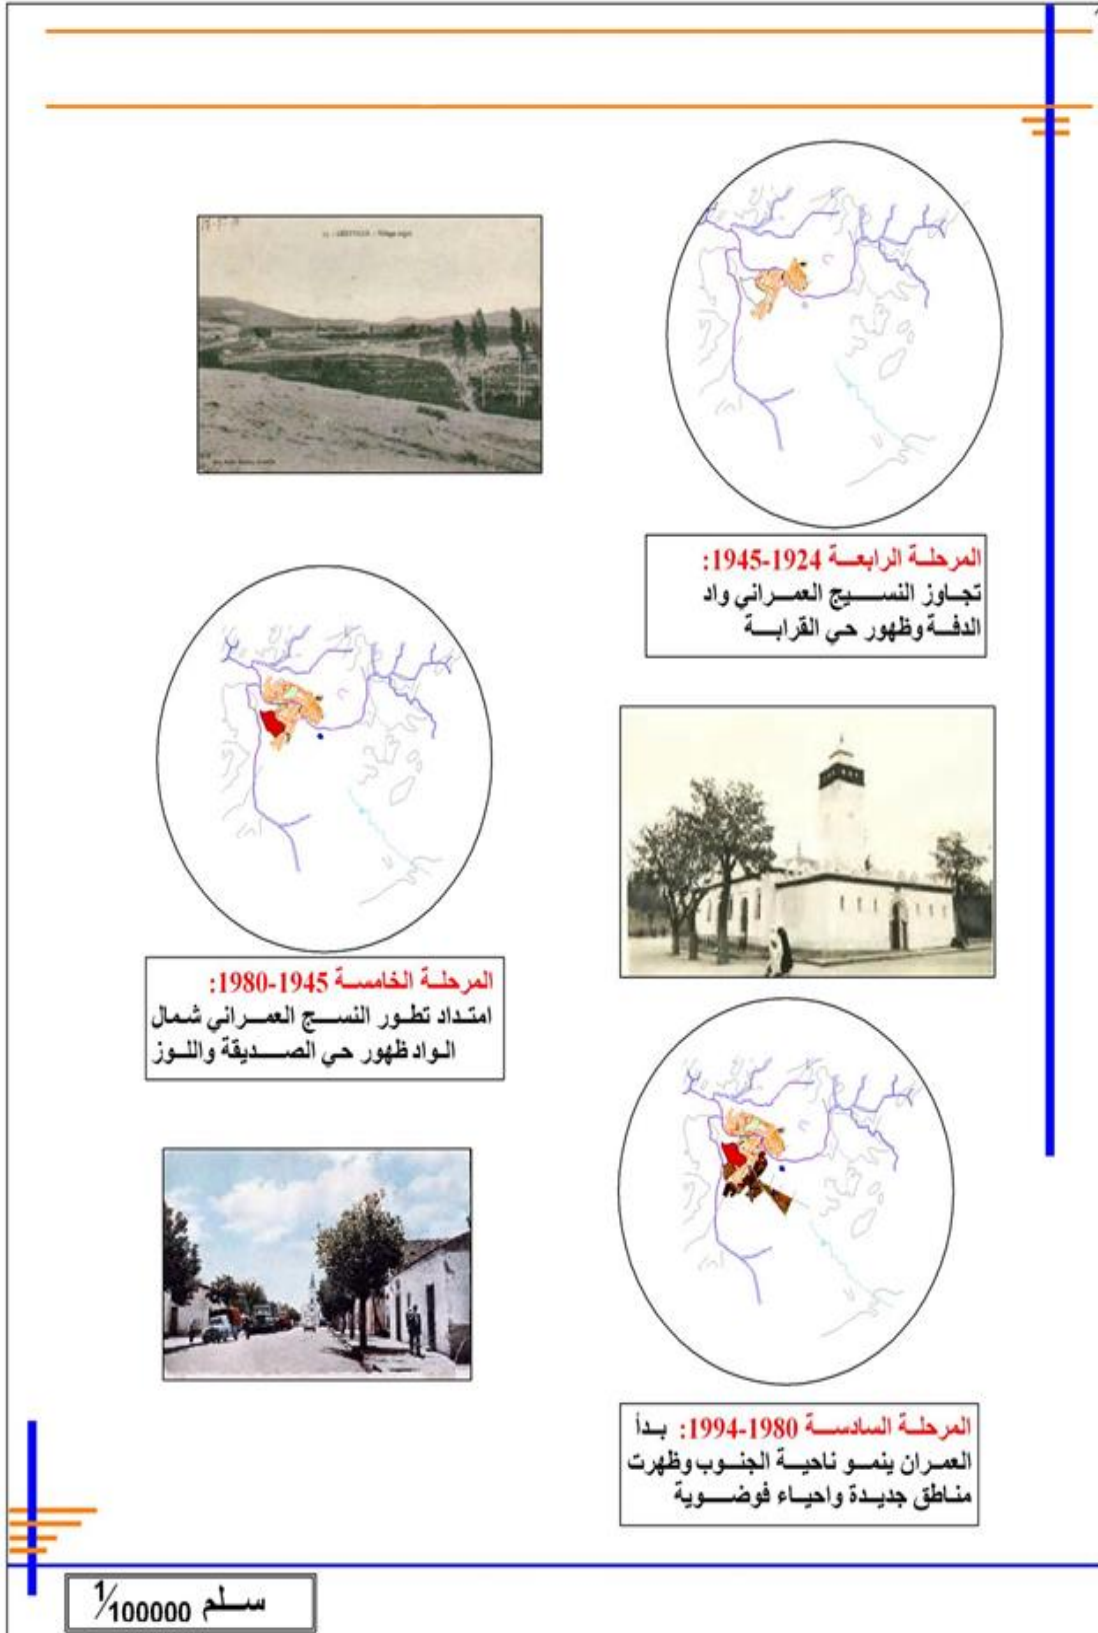 المرحلة الرابعة 1924-1945:
تجاوز النسيج العمراني واد
الدفة وظهور حي القرابة
المرحلة الخامسة 1945-1980:
امتداد تطور النسج العمراني شمال
الواد ظهور حي الصديقة واللوز
المرحلة السادسة 1980-1994: بدأ
العمران ينمو ناحية الجنوب وظهرت
مناطق جديدة واحياء فوضوية
سلم 1/100000